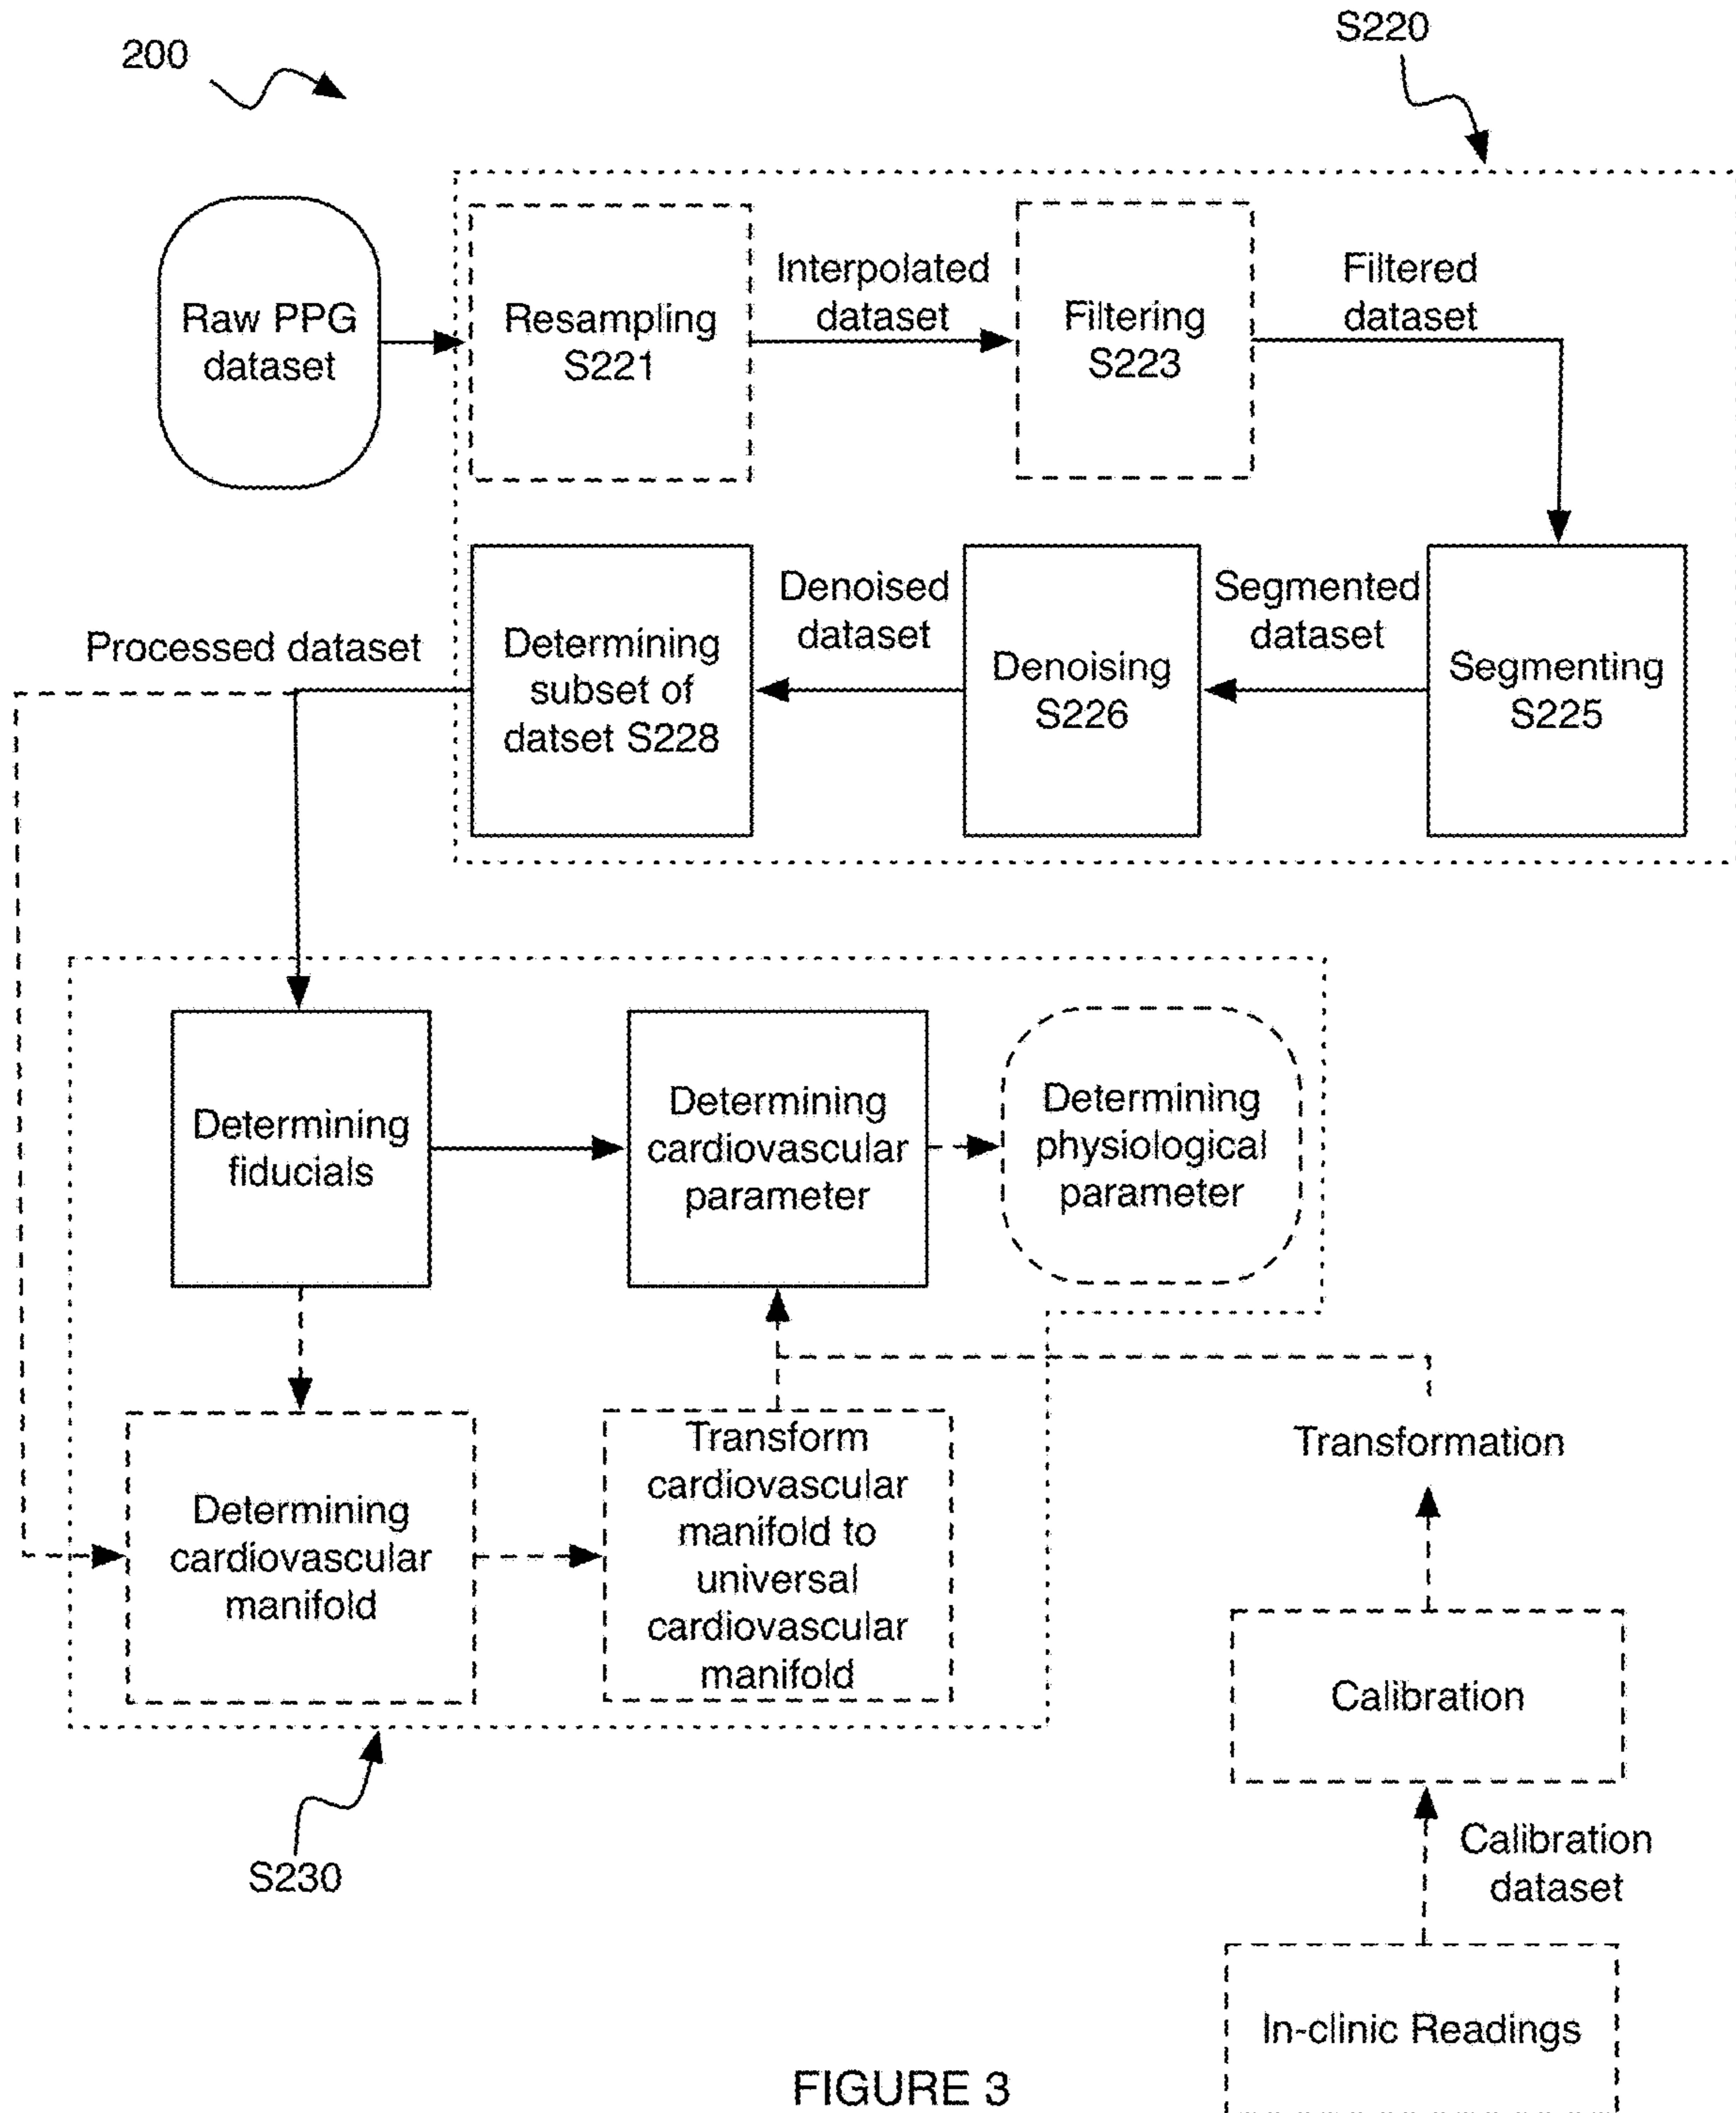 200
S220
Raw PPG
dataset
Resampling
S221
Interpolated
dataset
Filtering
S223
Filtered
dataset
Segmenting
S225
Segmented
dataset
Denoising
S226
Denoised
dataset
Determining
subset of
datset S228
Processed dataset
Determining
fiducials
Determining
cardiovascular
parameter
Determining
physiological
parameter
Determining
cardiovascular
manifold
Transform
cardiovascular
manifold to
universal
cardiovascular
manifold
Transformation
Calibration
Calibration
dataset
In-clinic Readings
S230
FIGURE 3